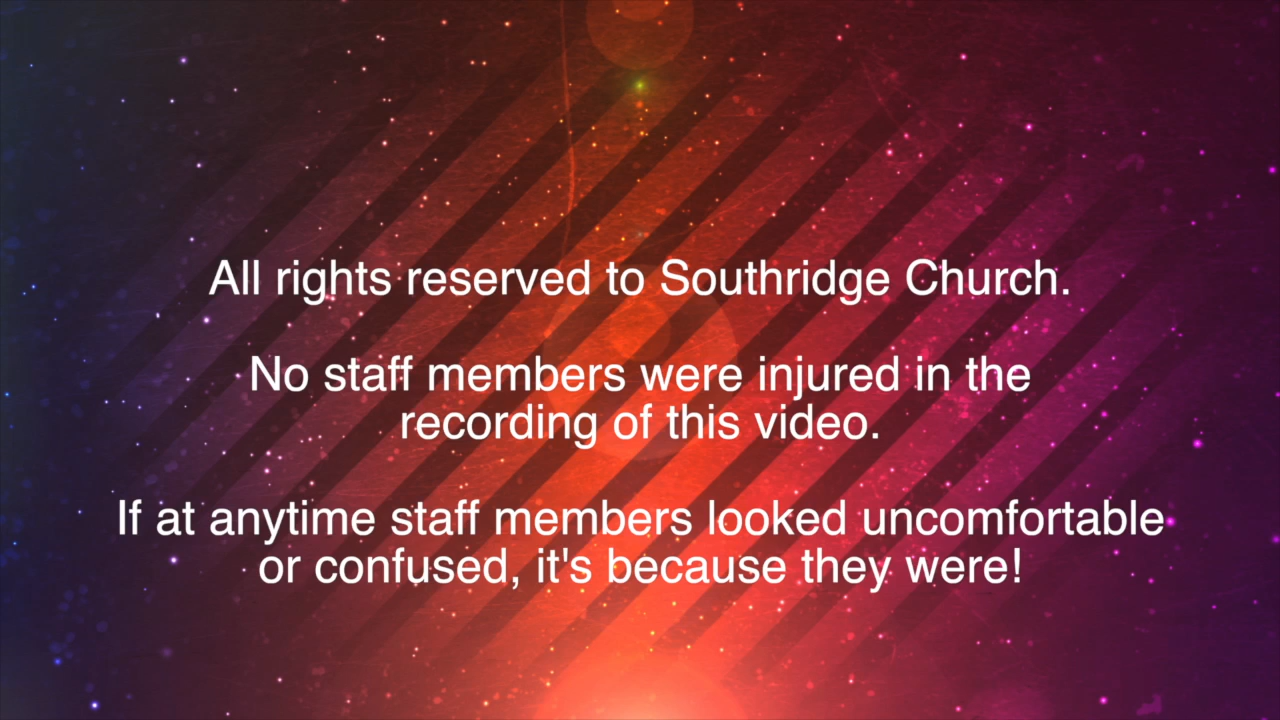 All rights reserved to Southridge Church.
No staff members were injured in the
recording of this video.
If at anytime staff members looked uncomfortable
or confused, it's because they were!